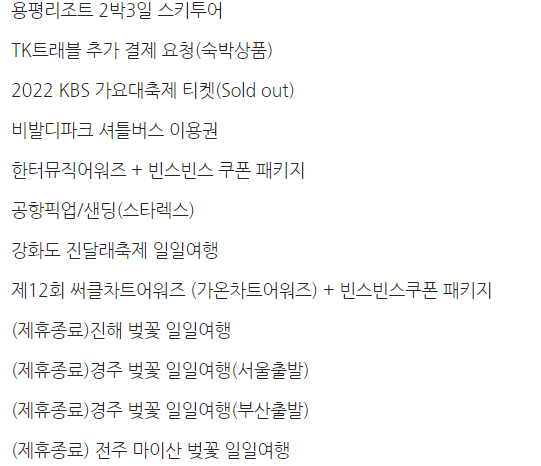 용평리조트 2박3일 스키투어
TK트래블 추가 결제 요청(숙박상품)
2022 KBS 가요대축제 티켓(Sold out)
비발디파크 셔틀버스 이용권
한터뮤직어워즈 + 빈스빈스 쿠폰 패키지
공항픽업/샌딩(스타렉스)
강화도 진달래축제 일일여행
제12회 써클차트어워즈 (가온차트어워즈) + 빈스빈스쿠폰 패키지
(제휴종료)진해 벚꽃 일일여행
(제휴종료)경주 벚꽃 일일여행(서울출발)
(제휴종료)경주 벚꽃 일일여행(부산출발)
(제휴종료) 전주 마이산 벚꽃 일일여행